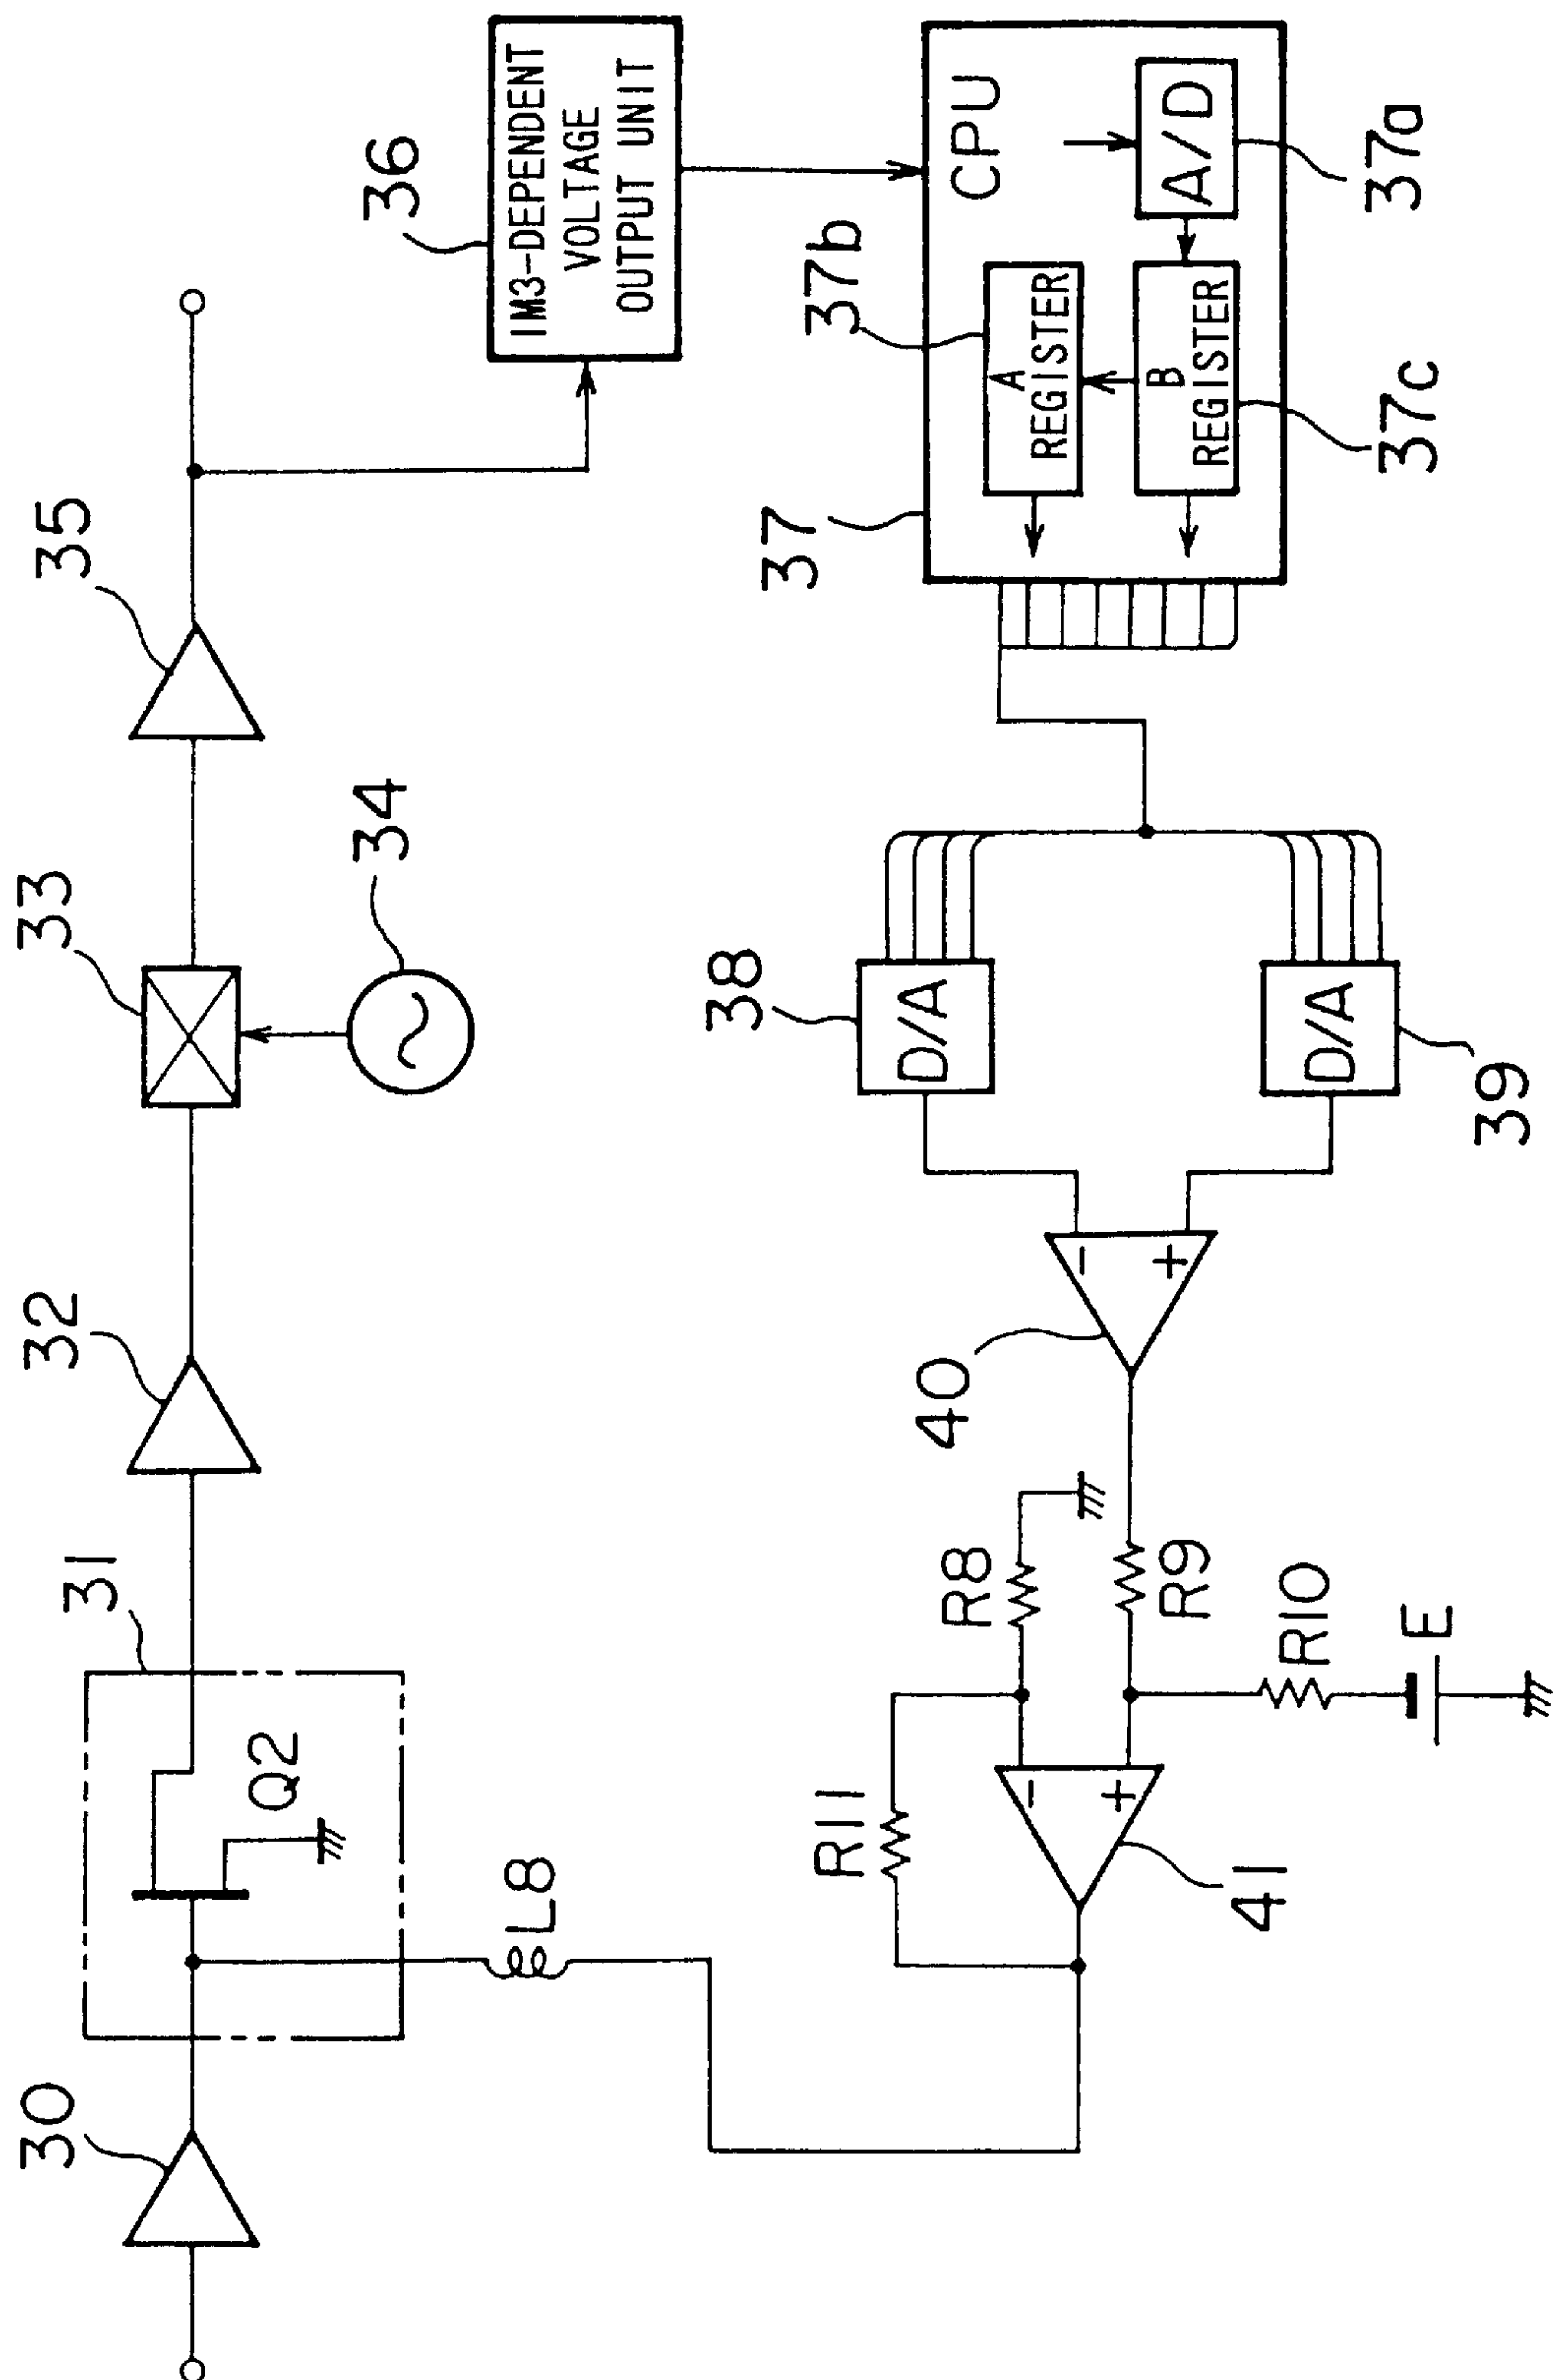 30
31
Q2
32
33
34
35
36
IM3-DEPENDENT
VOLTAGE
OUTPUT UNIT
L8
R11
41
R8
R9
R10
E
40
38
D/A
D/A
39
37
CPU
37b
A
REGISTER
B
REGISTER
37c
A/D
37a
-
+
-
+